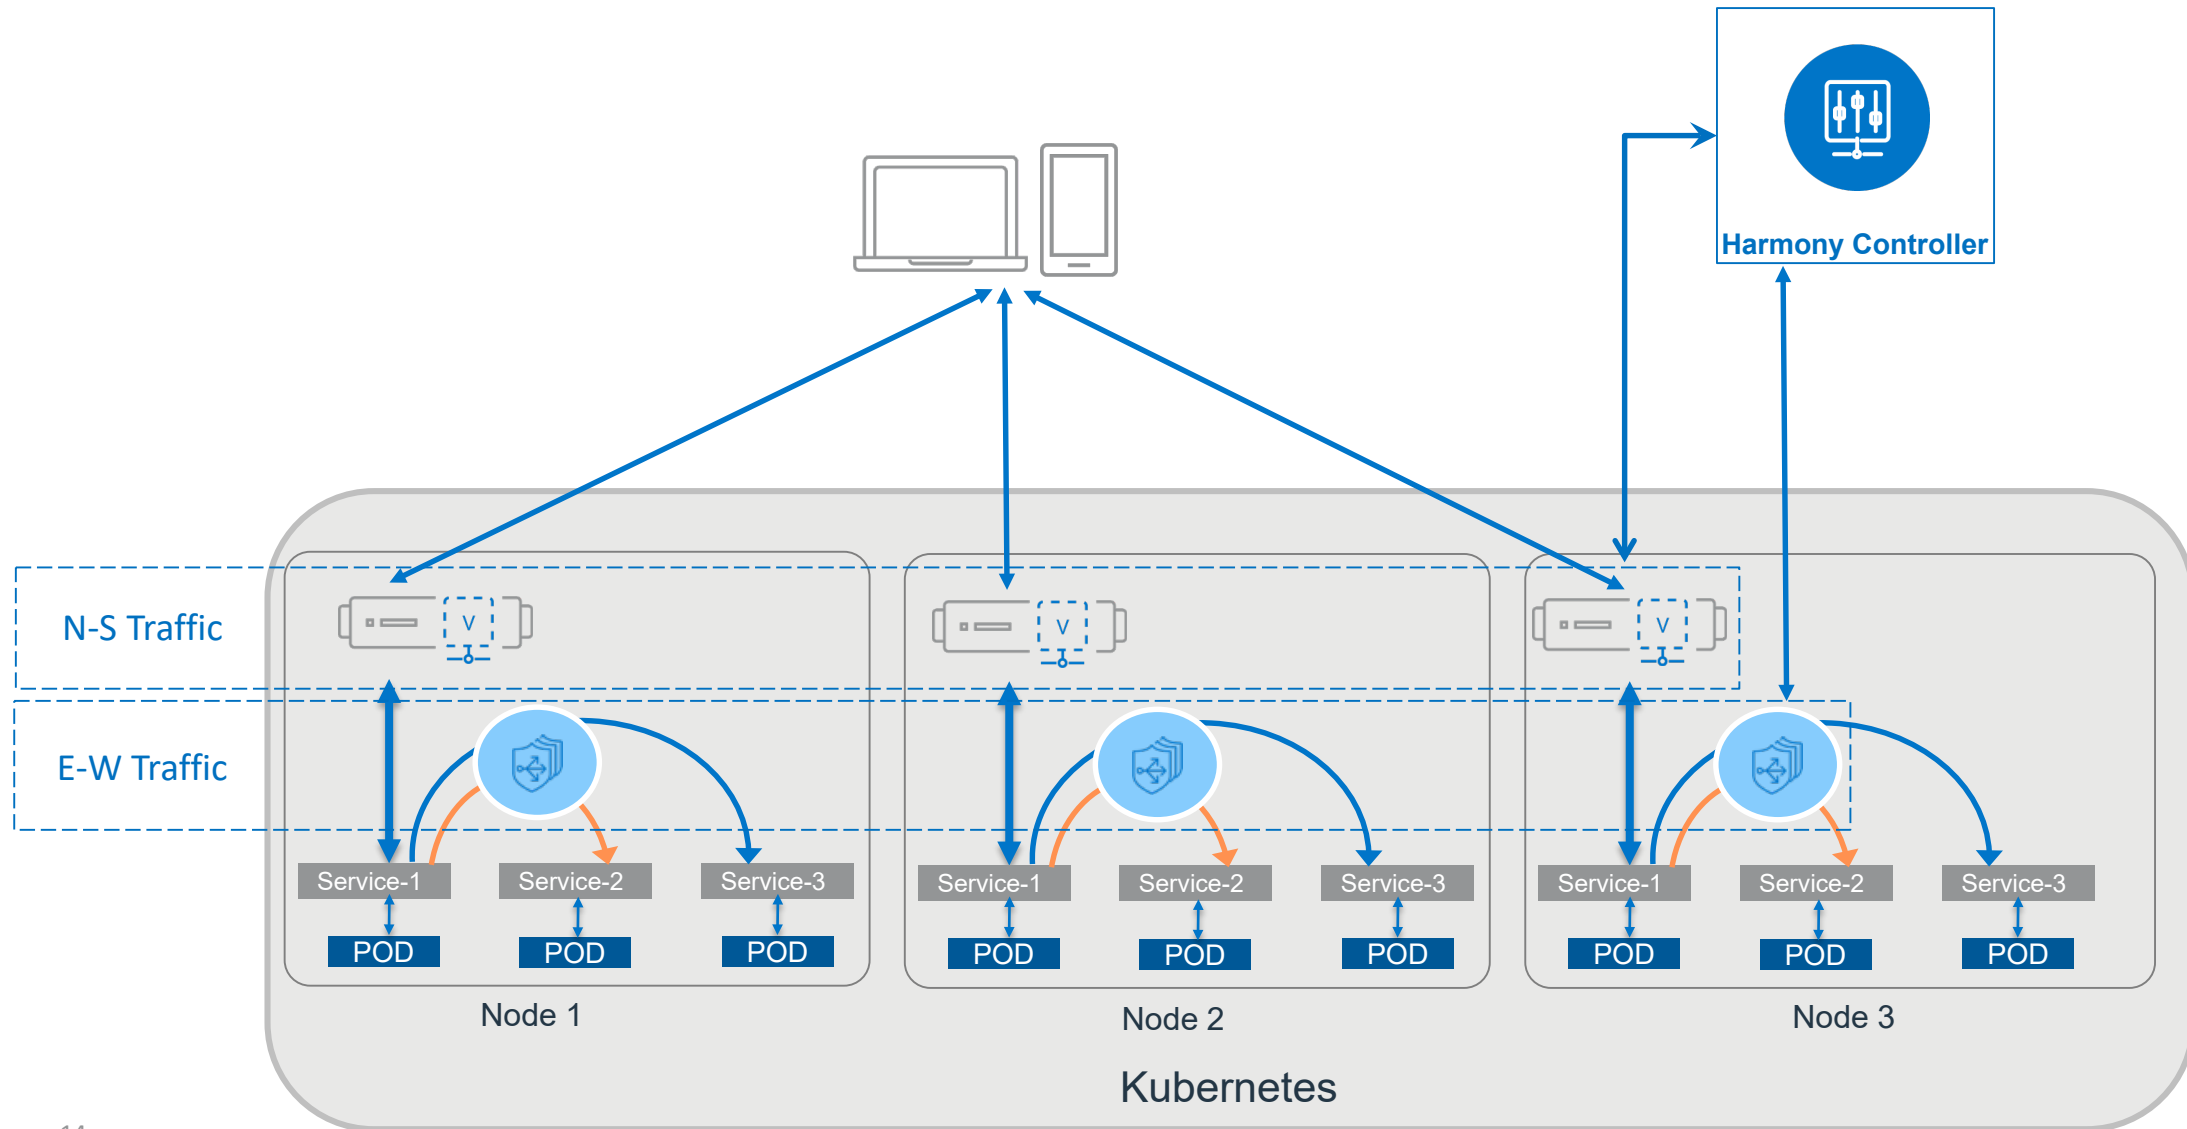 Harmony Controller
N-S Traffic
V
V
V
E-W Traffic
Service-1
Service-2
Service-3
Service-1
Service-2
Service-3
Service-1
Service-2
Service-3
POD
POD
POD
POD
POD
POD
POD
POD
POD
Node 1
Node 2
Node 3
Kubernetes